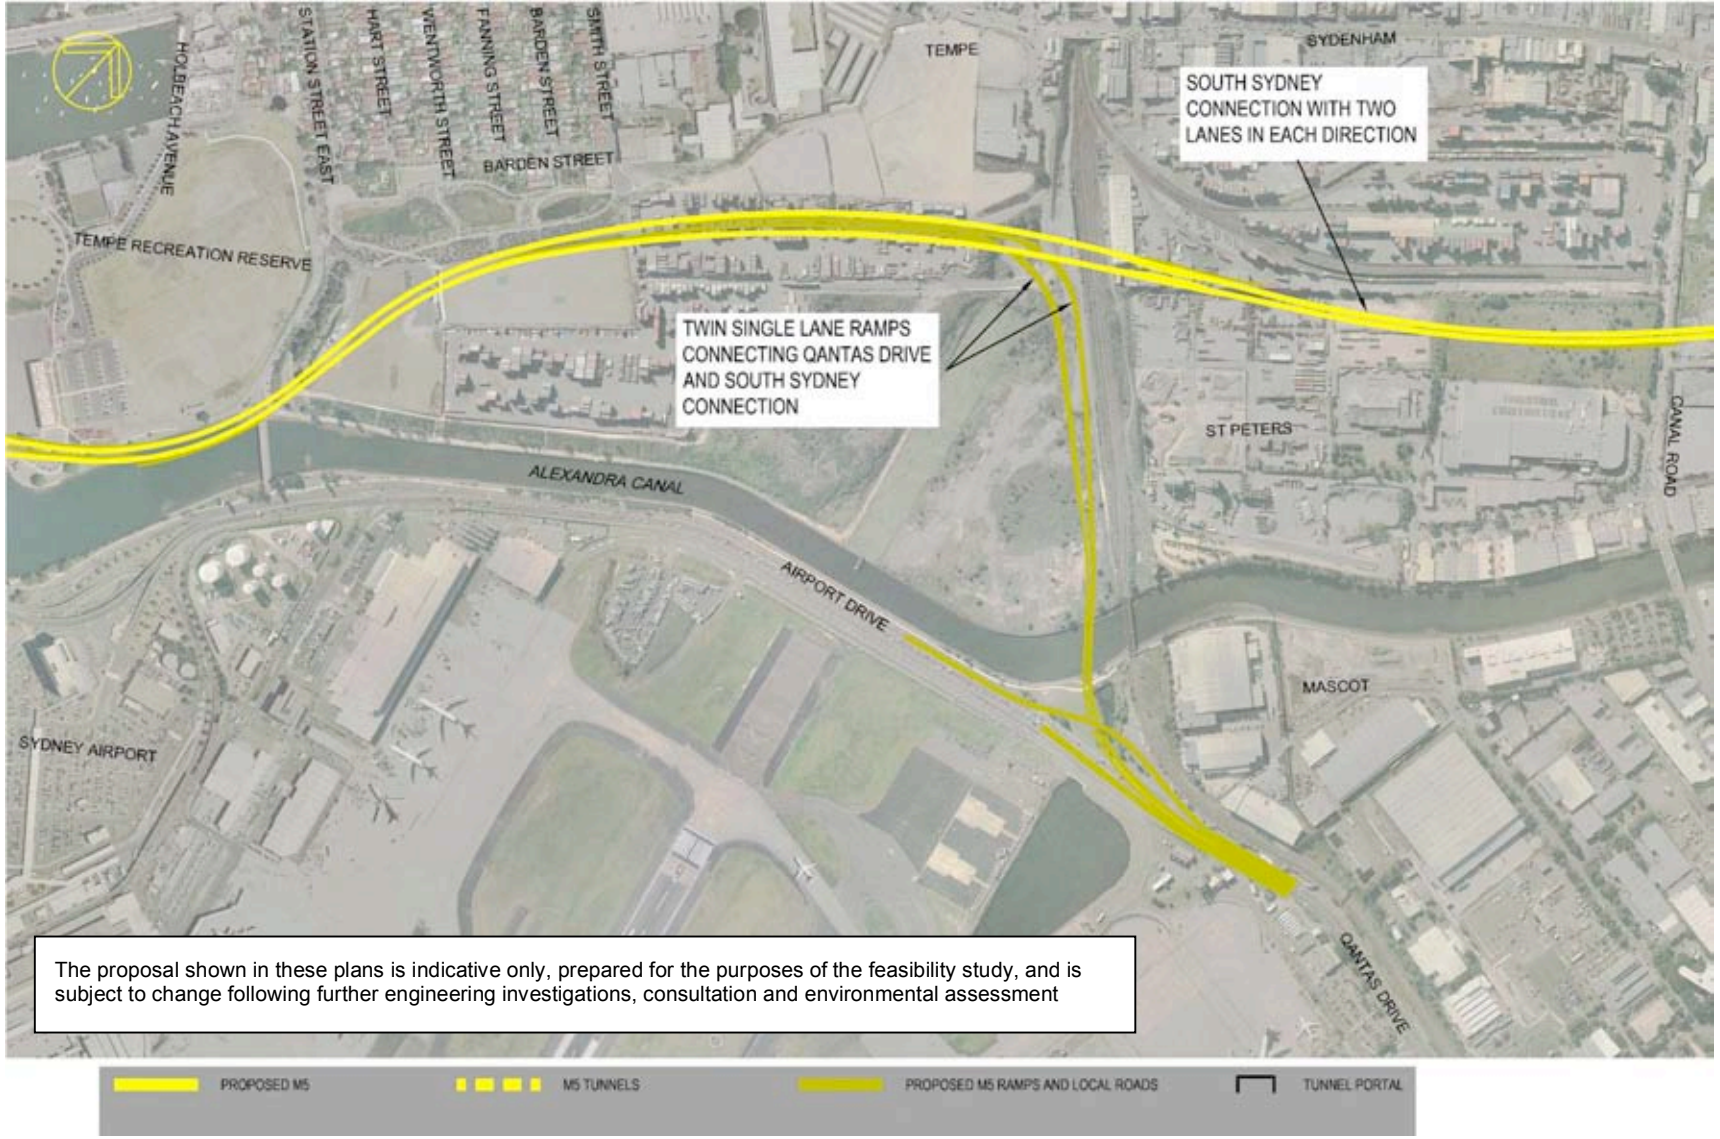 HOLBEACH AVENUE
STATION STREET EAST
HART STREET
WENTWORTH STREET
FANNING STREET
BARDEN STREET
SMITH STREET
TEMPE
SYDENHAM
SOUTH SYDNEY
CONNECTION WITH TWO
LANES IN EACH DIRECTION
BARDEN STREET
TEMPE RECREATION RESERVE
TWIN SINGLE LANE RAMPS
CONNECTING QANTAS DRIVE
AND SOUTH SYDNEY
CONNECTION
ST PETERS
CANAL ROAD
ALEXANDRA CANAL
AIRPORT DRIVE
MASCOT
SYDNEY AIRPORT
QANTAS DRIVE
The proposal shown in these plans is indicative only, prepared for the purposes of the feasibility study, and is
subject to change following further engineering investigations, consultation and environmental assessment
PROPOSED M5
M5 TUNNELS
PROPOSED M5 RAMPS AND LOCAL ROADS
TUNNEL PORTAL